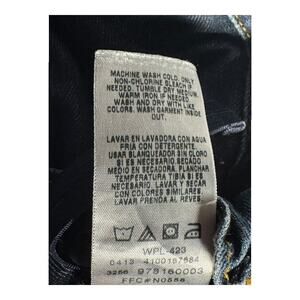 MACHINE WASH COLD. ONLY
NON-CHLORINE BLEACH IF
NEEDED. TUMBLE DRY MEDIUM
WARM IRON IF NEEDED.
WASH AND DRY WITH LIKE
COLORS. WASH GARMENT INSIDE
OUT.
LAVAR EN LAVADORA CON AGUA
FRIA CON DETERGENTE.
USAR BLANQUEADOR SIN CLORO
SI ES NECESARIO. SECADO
MEDIO EN SECADORA. PLANCHAR
TEMPERATURA TIBIA SI ES
NECESARIO. LAVAR Y SECAR
CON COLORES SIMILARES.
LAVAR PRENDA AL REVES.
WPL-423
0413 4100187584
3256 978160003
FFC#N0556